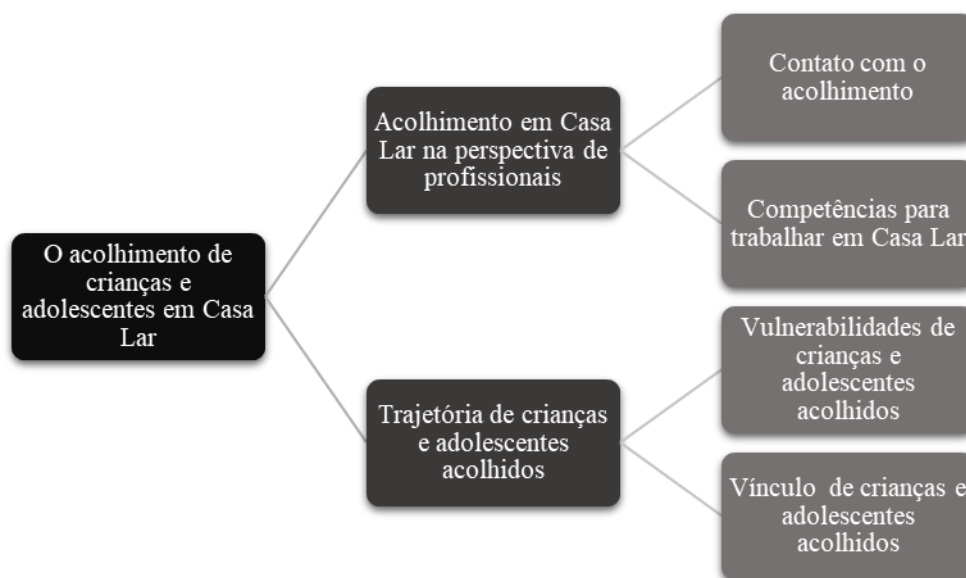 O acolhimento de
crianças e
adolescentes em Casa
Lar
Acolhimento em Casa
Lar na perspectiva de
profissionais
Contato com o
acolhimento
Competências para
trabalhar em Casa Lar
Trajetória de crianças
e adolescentes
acolhidos
Vulnerabilidades de
crianças e
adolescentes
acolhidos
Vínculo de crianças e
adolescentes
acolhidos